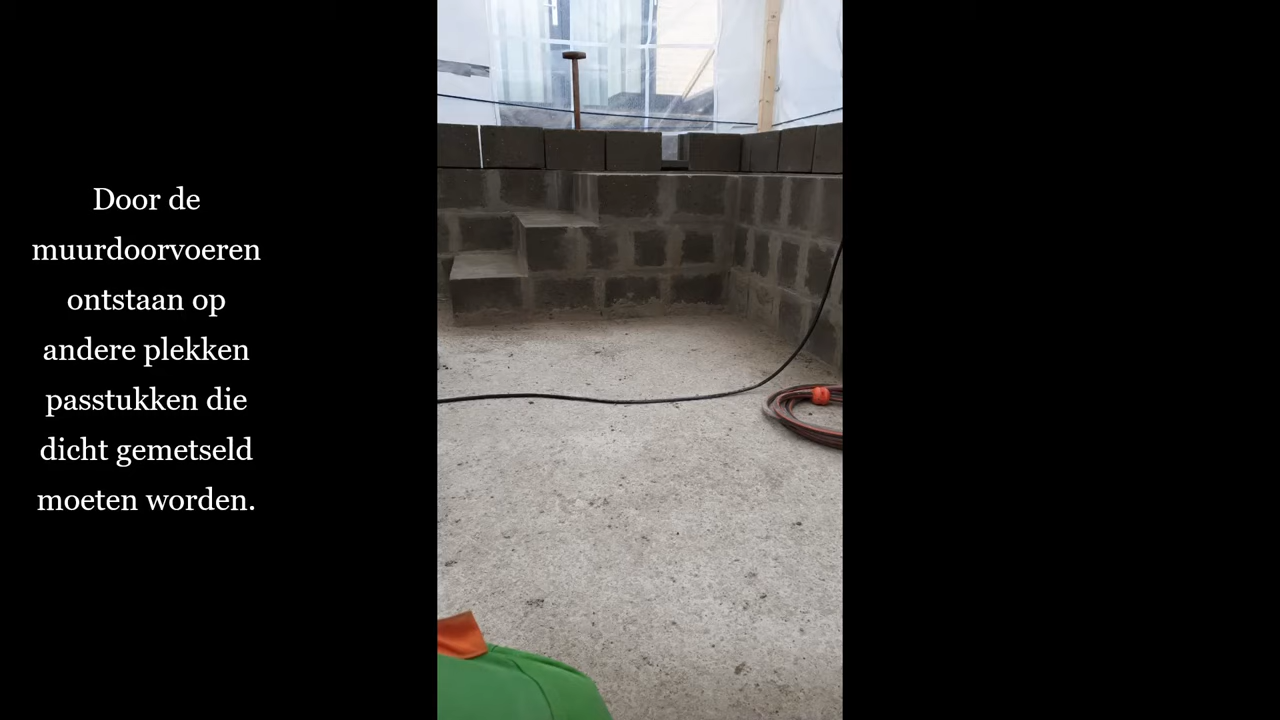 Door de
muurdoorvoeren
ontstaan op
andere plekken
passtukken die
dicht gemetseld
moeten worden.